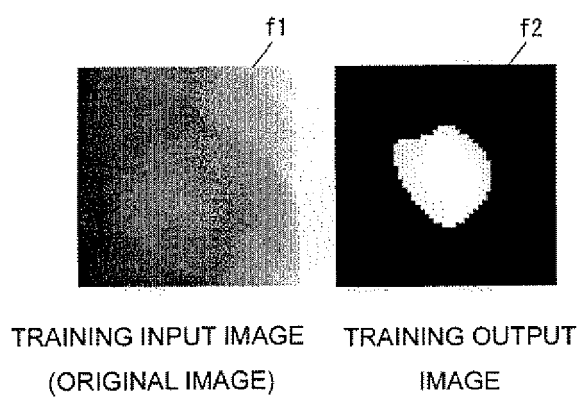 f1
f2
TRAINING INPUT IMAGE
(ORIGINAL IMAGE)
TRAINING OUTPUT
IMAGE